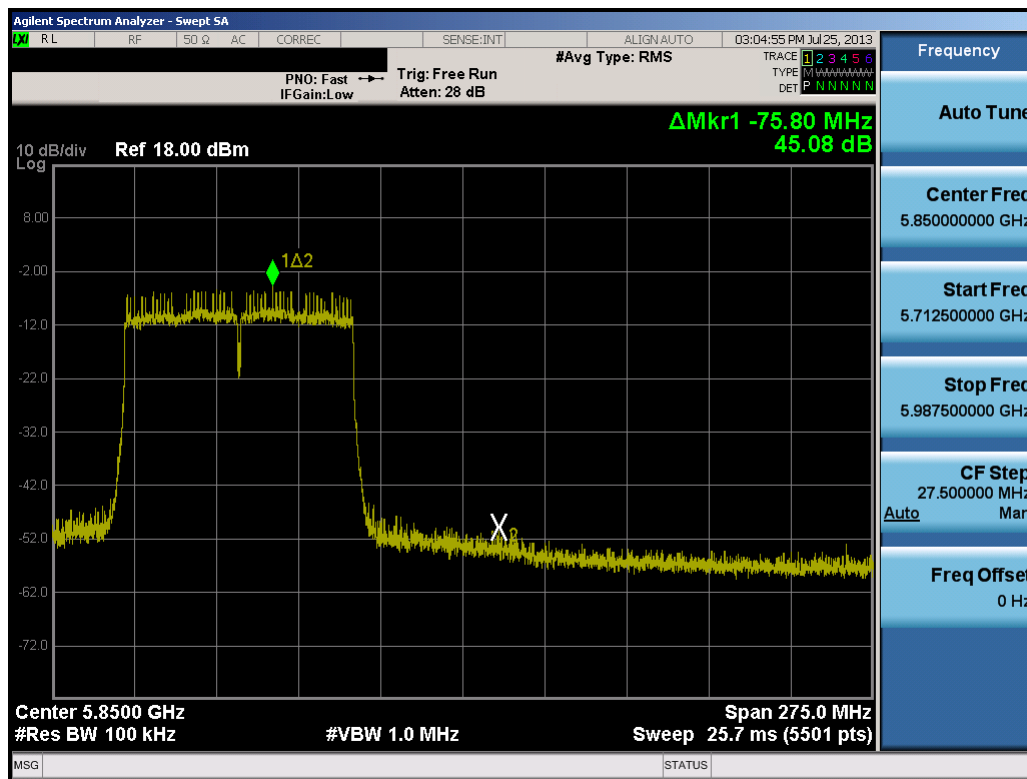 Agilent Spectrum Analyzer - Swept SA
LXI RL RF 50 Ω AC CORREC SENSE:INT ALIGN AUTO 03:04:55 PM Jul 25, 2013
PNO: Fast
IFGain:Low
Trig: Free Run
Atten: 28 dB
#Avg Type: RMS
TRACE 1 2 3 4 5 6
TYPE M W W W W W
DET P N N N N N
ΔMkr1 -75.80 MHz
45.08 dB
10 dB/div Ref 18.00 dBm
Log
8.00
-2.00
-12.0
-22.0
-32.0
-42.0
-52.0
-62.0
-72.0
1Δ2
X2
Center 5.8500 GHz Span 275.0 MHz
#Res BW 100 kHz #VBW 1.0 MHz Sweep 25.7 ms (5501 pts)
MSG STATUS
Frequency
Auto Tune
Center Freq
5.850000000 GHz
Start Freq
5.712500000 GHz
Stop Freq
5.987500000 GHz
CF Step
27.500000 MHz
Auto Man
Freq Offset
0 Hz